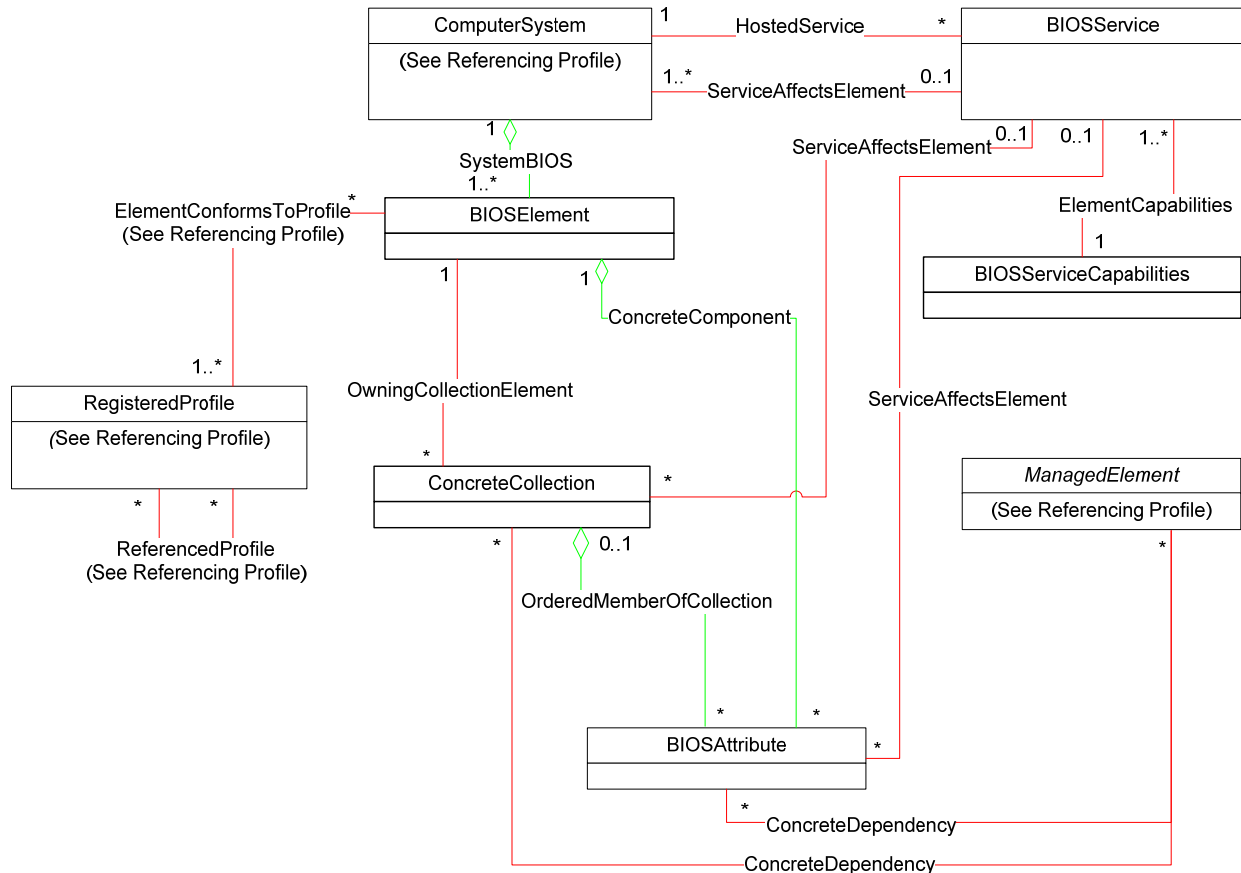 ComputerSystem
(See Referencing Profile)
1
HostedService
*
BIOSService
1..*
ServiceAffectsElement
0..1
1
SystemBIOS
1..*
ServiceAffectsElement
0..1
0..1
1..*
ElementConformsToProfile
(See Referencing Profile)
*
BIOSElement
ElementCapabilities
1
1
1
BIOSServiceCapabilities
ConcreteComponent
1..*
RegisteredProfile
(See Referencing Profile)
OwningCollectionElement
ServiceAffectsElement
*
ConcreteCollection
*
ManagedElement
(See Referencing Profile)
*
*
ReferencedProfile
(See Referencing Profile)
*
0..1
*
OrderedMemberOfCollection
*
*
BIOSAttribute
*
*
ConcreteDependency
ConcreteDependency